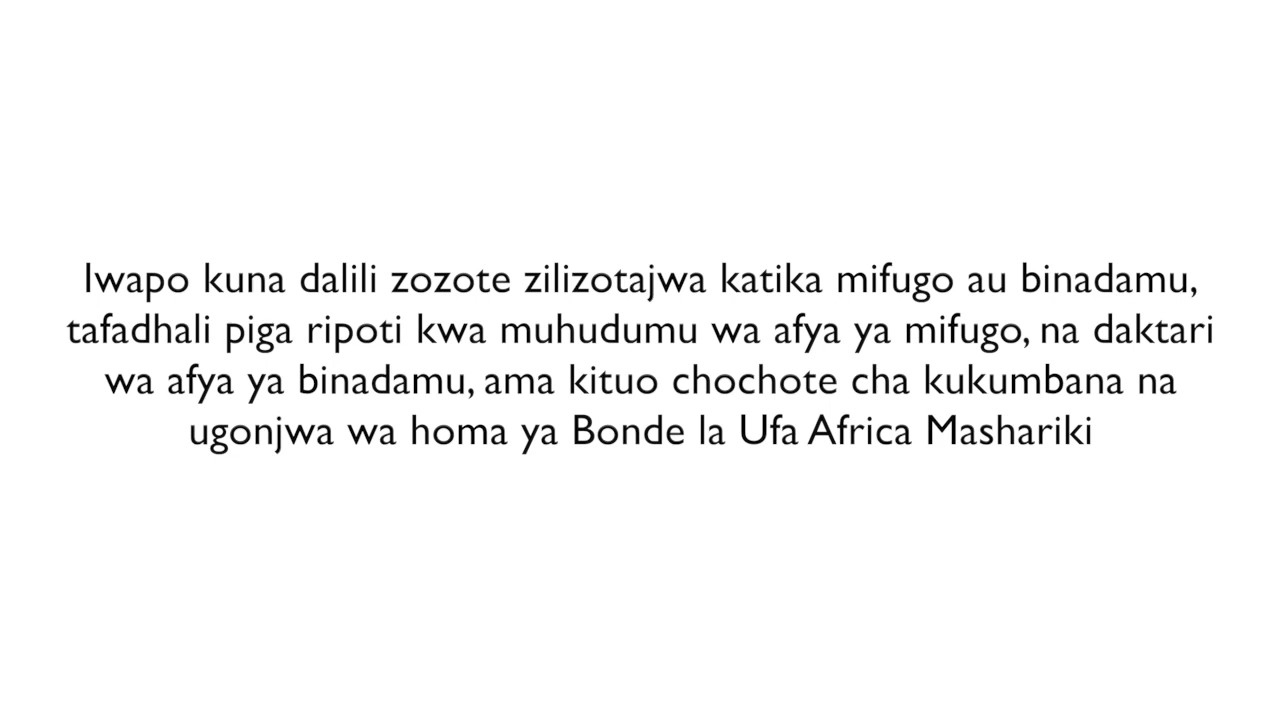 Iwapo kuna dalili zozote zilizotajwa katika mifugo au binadamu,
tafadhali piga ripoti kwa muhudumu wa afya ya mifugo, na daktari
wa afya ya binadamu, ama kituo chochote cha kukumbana na
ugonjwa wa homa ya Bonde la Ufa Africa Mashariki